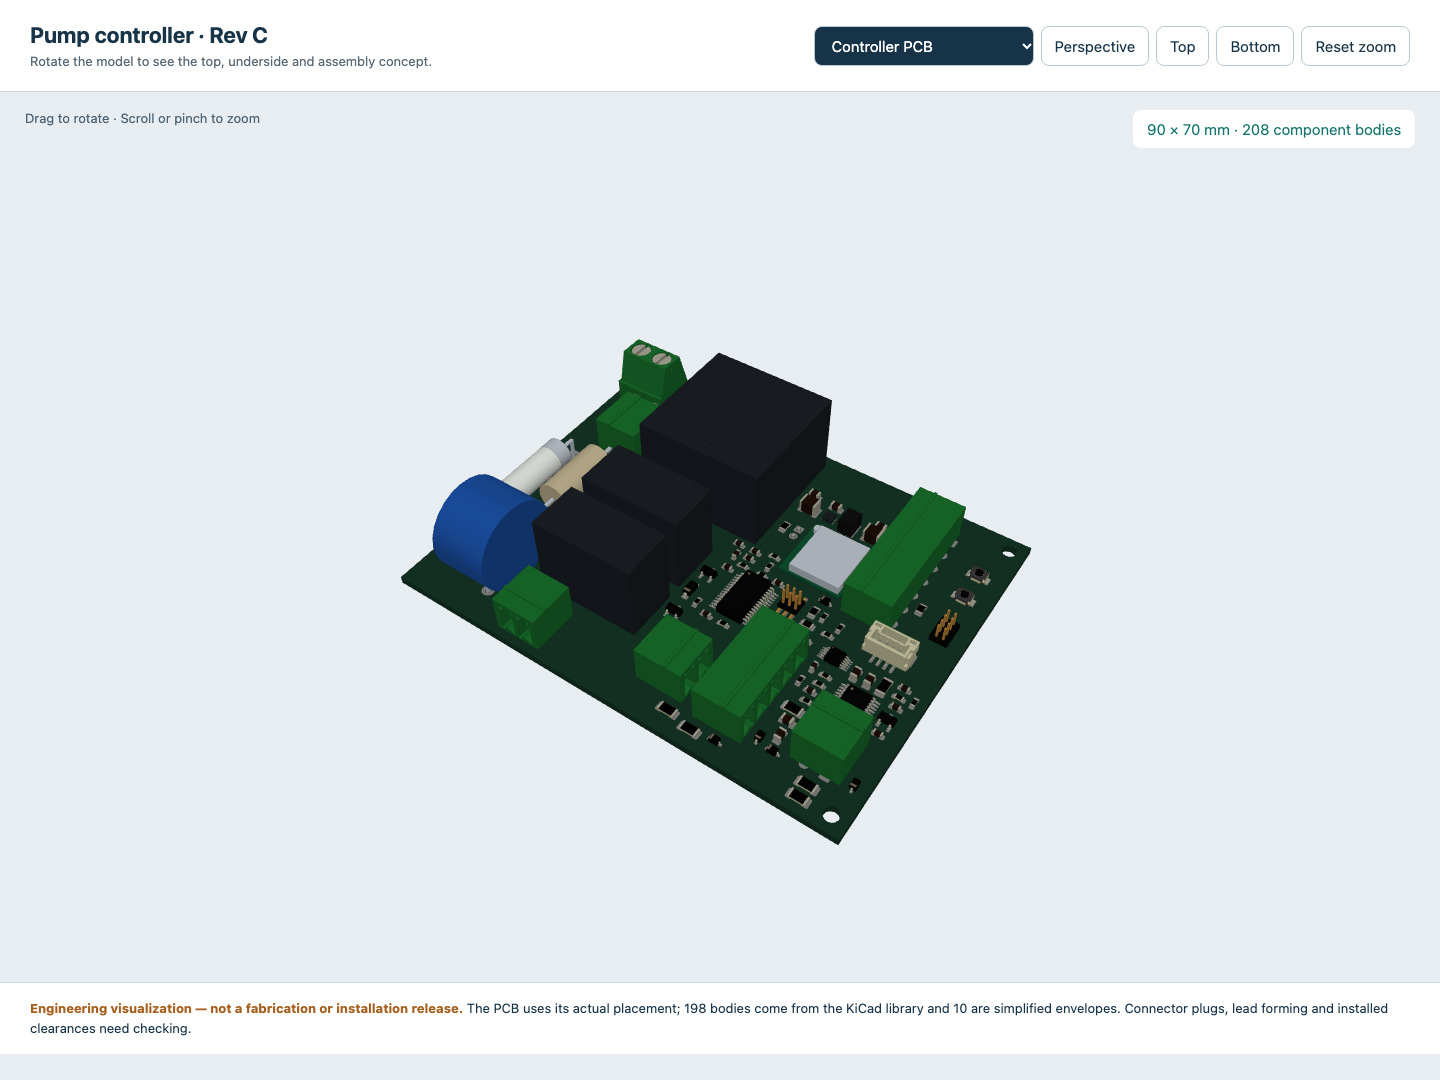 Pump controller · Rev C
Rotate the model to see the top, underside and assembly concept.
Controller PCB
Perspective
Top
Bottom
Reset zoom
Drag to rotate · Scroll or pinch to zoom
90 × 70 mm · 208 component bodies
Engineering visualization — not a fabrication or installation release. The PCB uses its actual placement; 198 bodies come from the KiCad library and 10 are simplified envelopes. Connector plugs, lead forming and installed
clearances need checking.